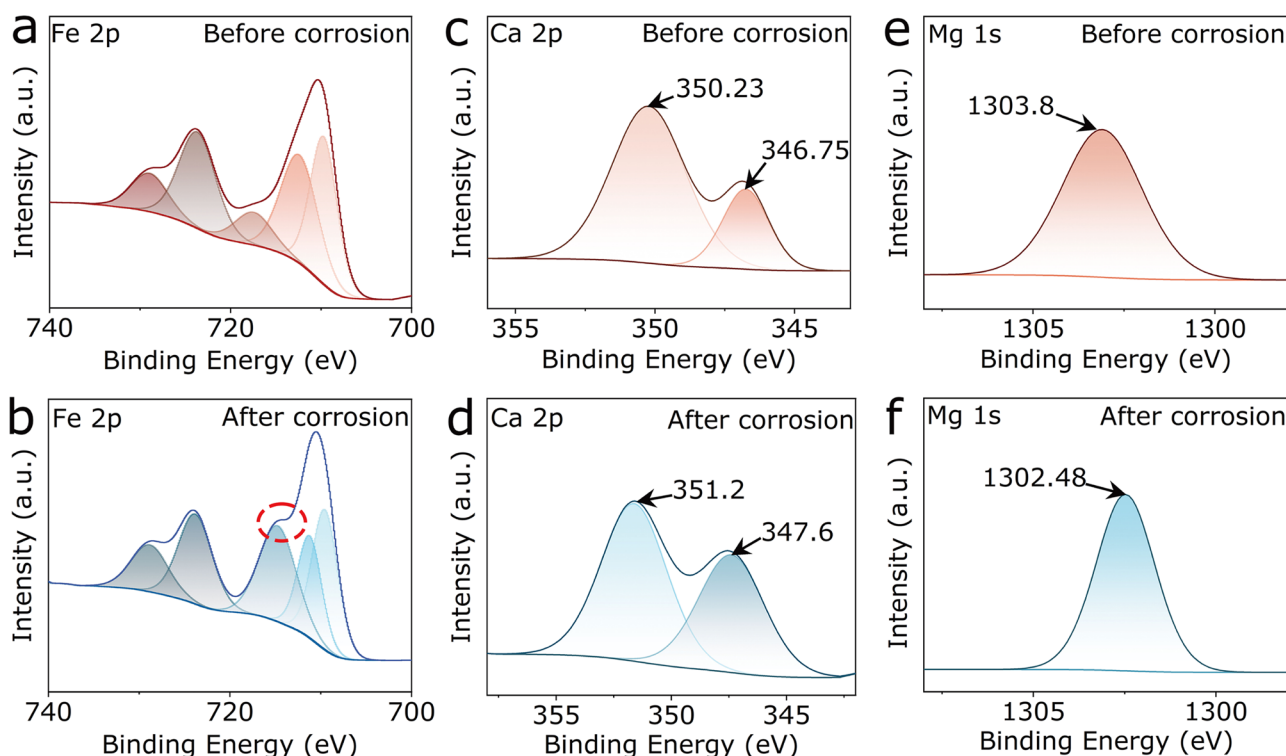 a
Fe 2p
Before corrosion
Intensity (a.u.)
740
720
700
Binding Energy (eV)
c
Ca 2p
Before corrosion
350.23
346.75
Intensity (a.u.)
355
350
345
Binding Energy (eV)
e
Mg 1s
Before corrosion
1303.8
Intensity (a.u.)
1305
1300
Binding Energy (eV)
b
Fe 2p
After corrosion
Intensity (a.u.)
740
720
700
Binding Energy (eV)
d
Ca 2p
After corrosion
351.2
347.6
Intensity (a.u.)
355
350
345
Binding Energy (eV)
f
Mg 1s
After corrosion
1302.48
Intensity (a.u.)
1305
1300
Binding Energy (eV)